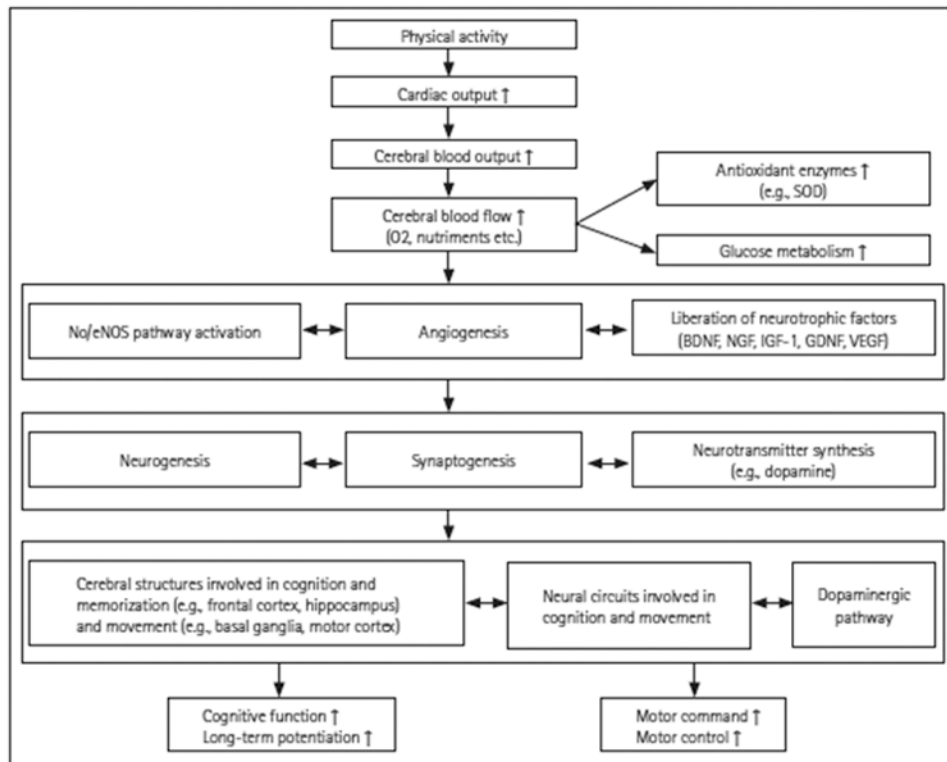 Physical activity
Cardiac output ↑
Cerebral blood output ↑
Cerebral blood flow ↑
(O2, nutriments etc.)
Antioxidant enzymes ↑
(e.g., SOD)
Glucose metabolism ↑
No/eNOS pathway activation
Angiogenesis
Liberation of neurotrophic factors
(BDNF, NGF, IGF-1, GDNF, VEGF)
Neurogenesis
Synaptogenesis
Neurotransmitter synthesis
(e.g., dopamine)
Cerebral structures involved in cognition and
memorization (e.g., frontal cortex, hippocampus)
and movement (e.g., basal ganglia, motor cortex)
Neural circuits involved in
cognition and movement
Dopaminergic
pathway
Cognitive function ↑
Long-term potentiation ↑
Motor command ↑
Motor control ↑